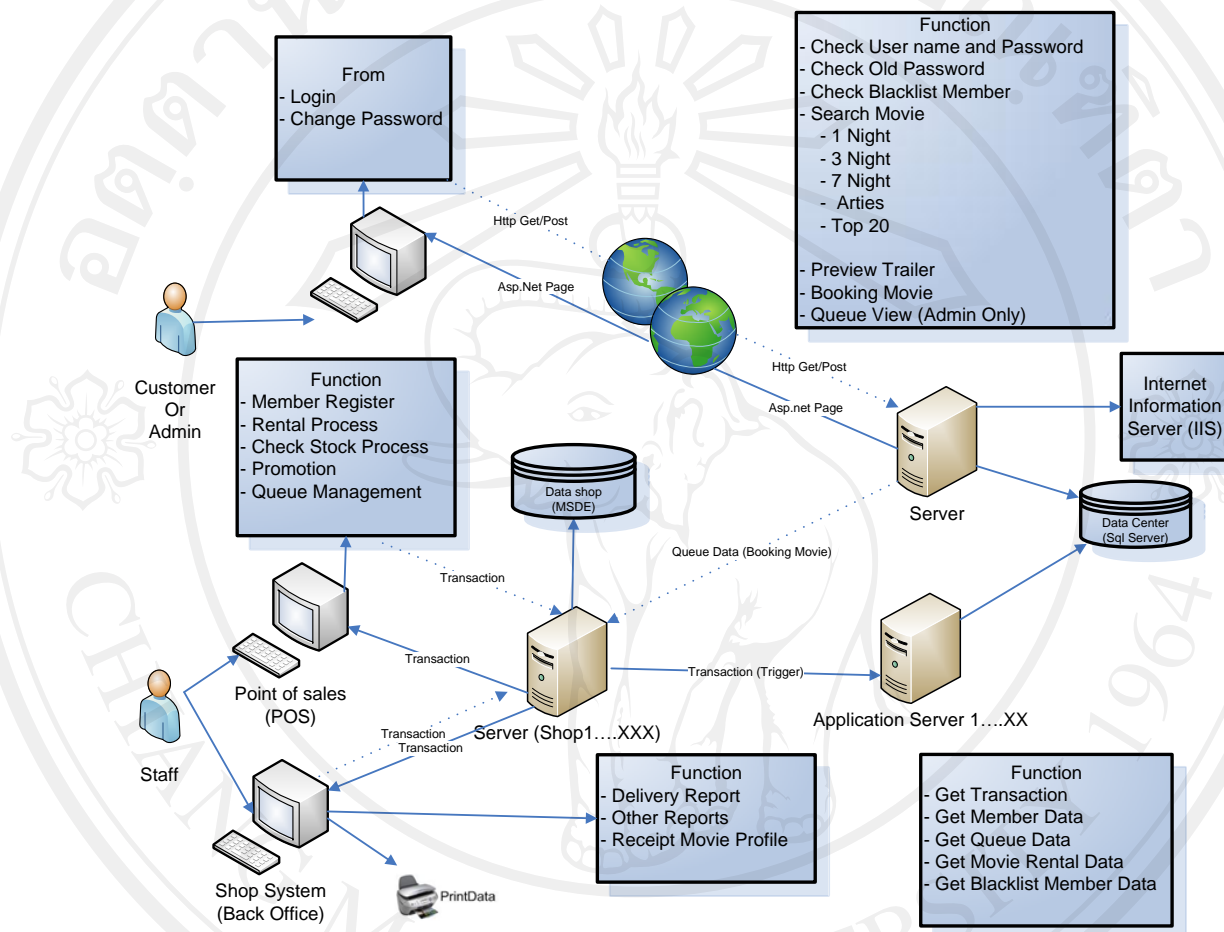 From
- Login
- Change Password
Function
- Check User name and Password
- Check Old Password
- Check Blacklist Member
- Search Movie
- 1 Night
- 3 Night
- 7 Night
- Arties
- Top 20
- Preview Trailer
- Booking Movie
- Queue View (Admin Only)
Http Get/Post
Asp.Net Page
Customer
Or
Admin
Http Get/Post
Asp.net Page
Internet
Information
Server (IIS)
Function
- Member Register
- Rental Process
- Check Stock Process
- Promotion
- Queue Management
Data shop
(MSDE)
Server
Data Center
(Sql Server)
Queue Data (Booking Movie)
Transaction
Transaction
Transaction (Trigger)
Point of sales
(POS)
Staff
Transaction
Transaction
Server (Shop1....XXX)
Application Server 1....XX
Function
- Delivery Report
- Other Reports
- Receipt Movie Profile
Function
- Get Transaction
- Get Member Data
- Get Queue Data
- Get Movie Rental Data
- Get Blacklist Member Data
Shop System
(Back Office)
PrintData
1964